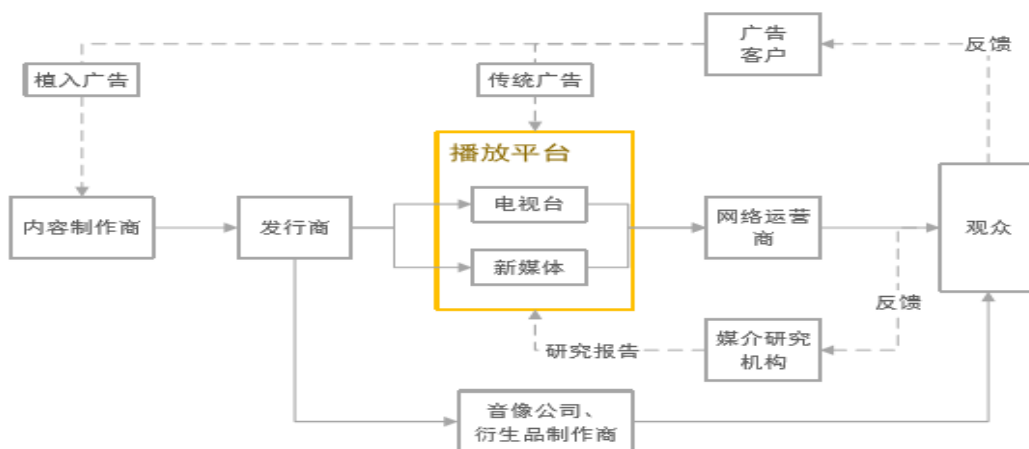 广告
客户
反馈
植入广告
传统广告
播放平台
内容制作商
发行商
电视台
新媒体
网络运营
商
观众
反馈
研究报告
媒介研究
机构
音像公司、
衍生品制作商